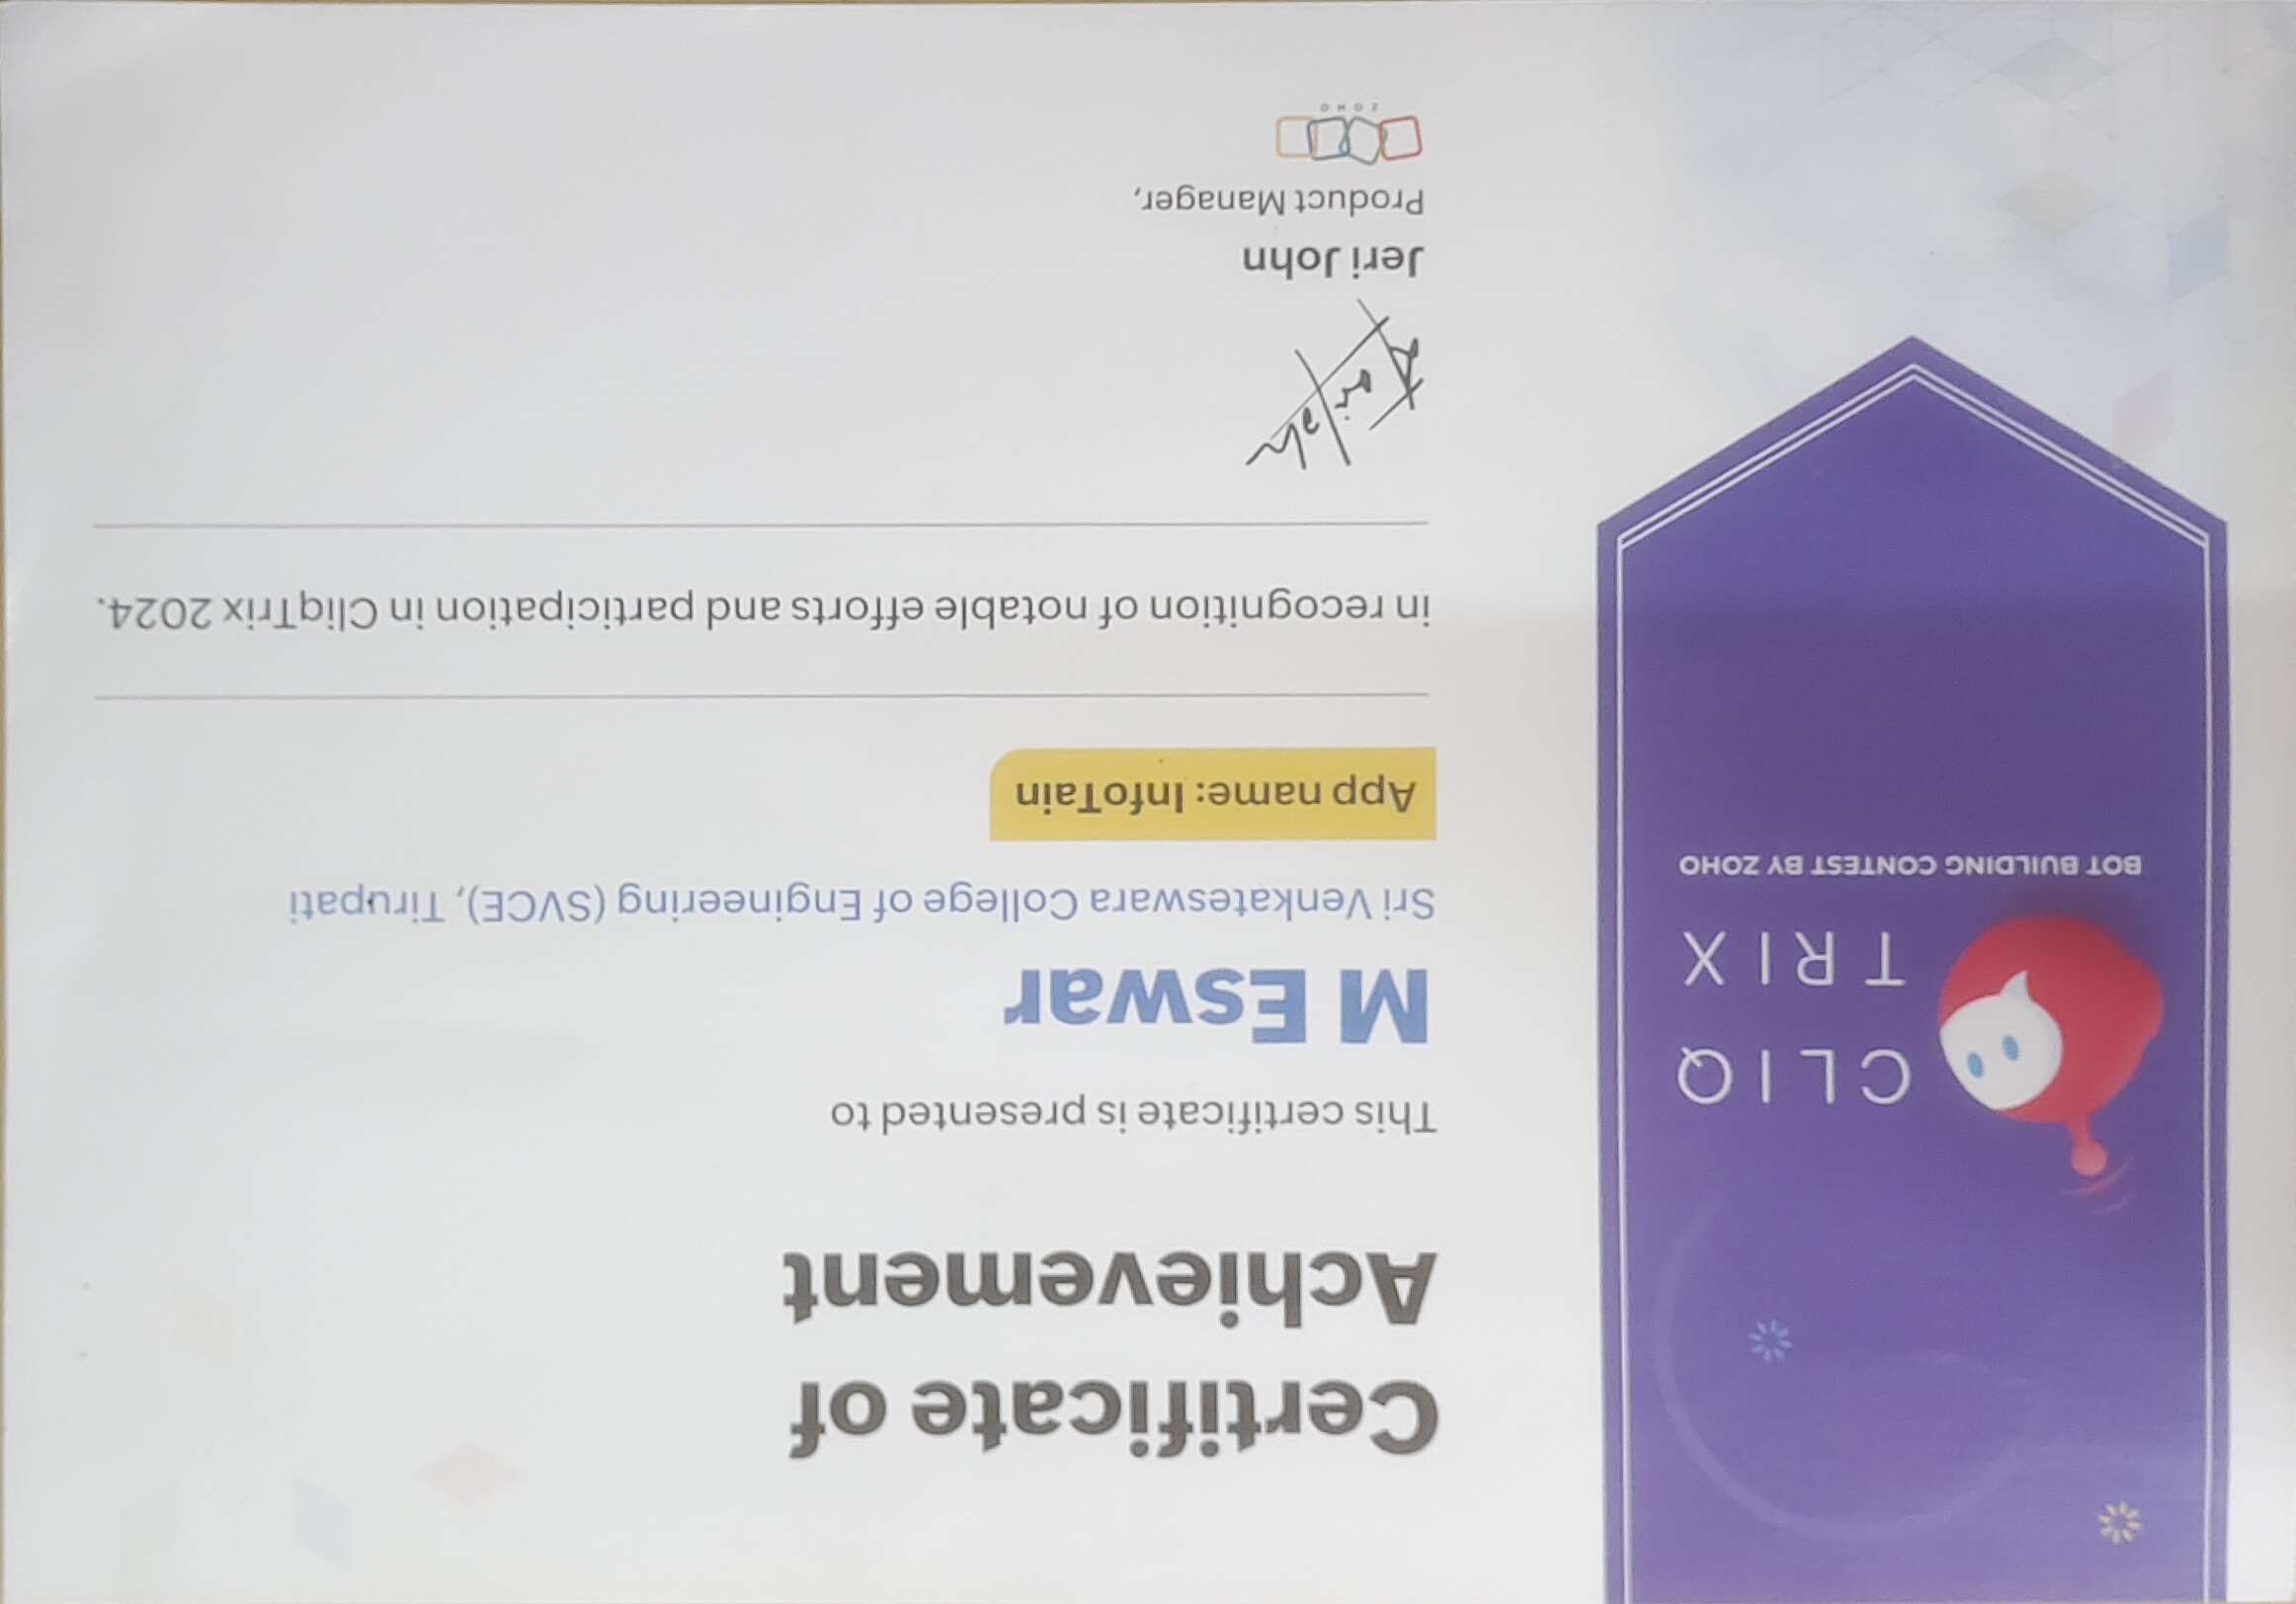 CLIQ
TRIX
BOT BUILDING CONTEST BY ZOHO
Certificate of
Achievement
This certificate is presented to
M Eswar
Sri Venkateswara College of Engineering (SVCE), Tirupati
App name: InfoTain
in recognition of notable efforts and participation in CliqTrix 2024.
Jeri John
Product Manager,
ZOHO